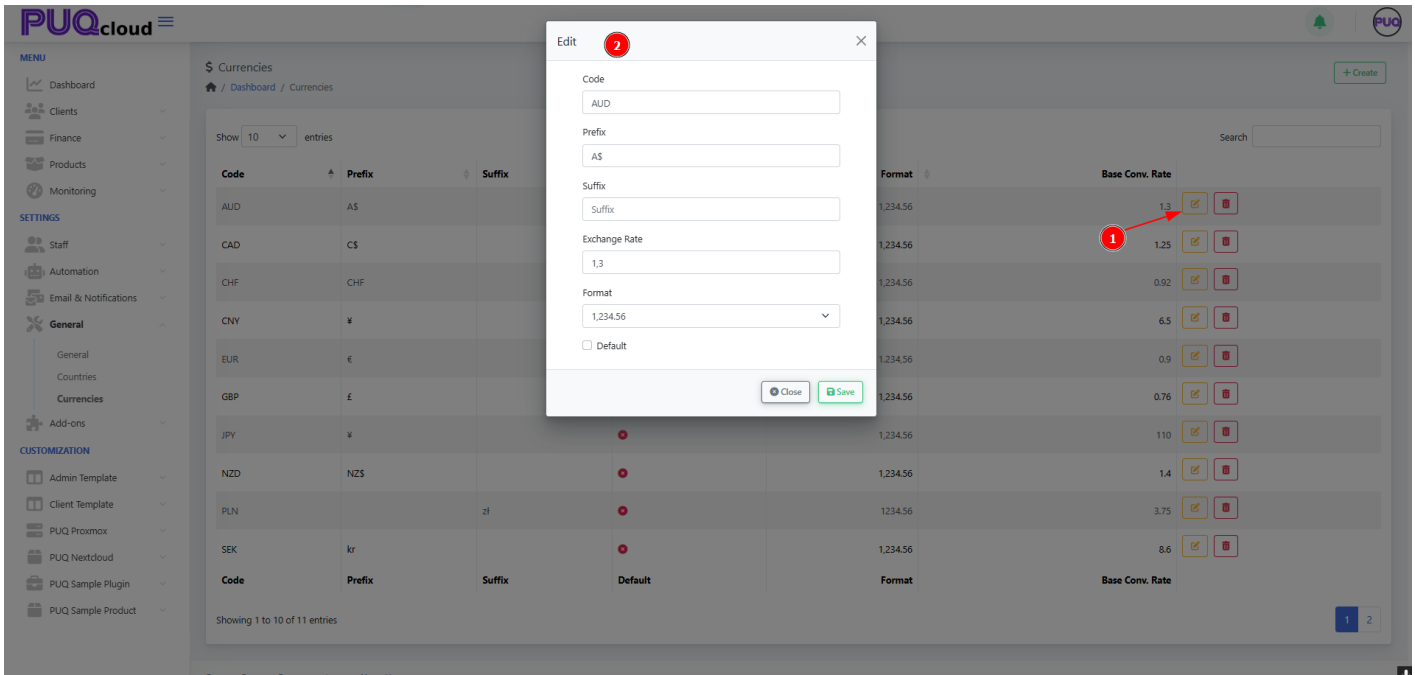 PUQcloud
PUQ
MENU
Dashboard
Clients
Finance
Products
Monitoring
SETTINGS
Staff
Automation
Email & Notifications
General
General
Countries
Currencies
Add-ons
CUSTOMIZATION
Admin Template
Client Template
PUQ Proxmox
PUQ Nextcloud
PUQ Sample Plugin
PUQ Sample Product
$ Currencies
/ Dashboard / Currencies
+ Create
Show 10 entries
Search
Code Prefix Suffix Format Base Conv. Rate
AUD A$ 1,234.56 1.3
CAD C$ 1,234.56 1.25
CHF CHF 1,234.56 0.92
CNY ¥ 1,234.56 6.5
EUR € 1.234,56 0.9
GBP £ 1,234.56 0.76
JPY ¥ 1,234.56 110
NZD NZ$ 1,234.56 1.4
PLN zł 1234.56 3.75
SEK kr 1,234.56 8.6
Code Prefix Suffix Default Format Base Conv. Rate
Showing 1 to 10 of 11 entries
1 2
1
Edit 2
Code
AUD
Prefix
A$
Suffix
Suffix
Exchange Rate
1,3
Format
1,234.56
Default
Close Save